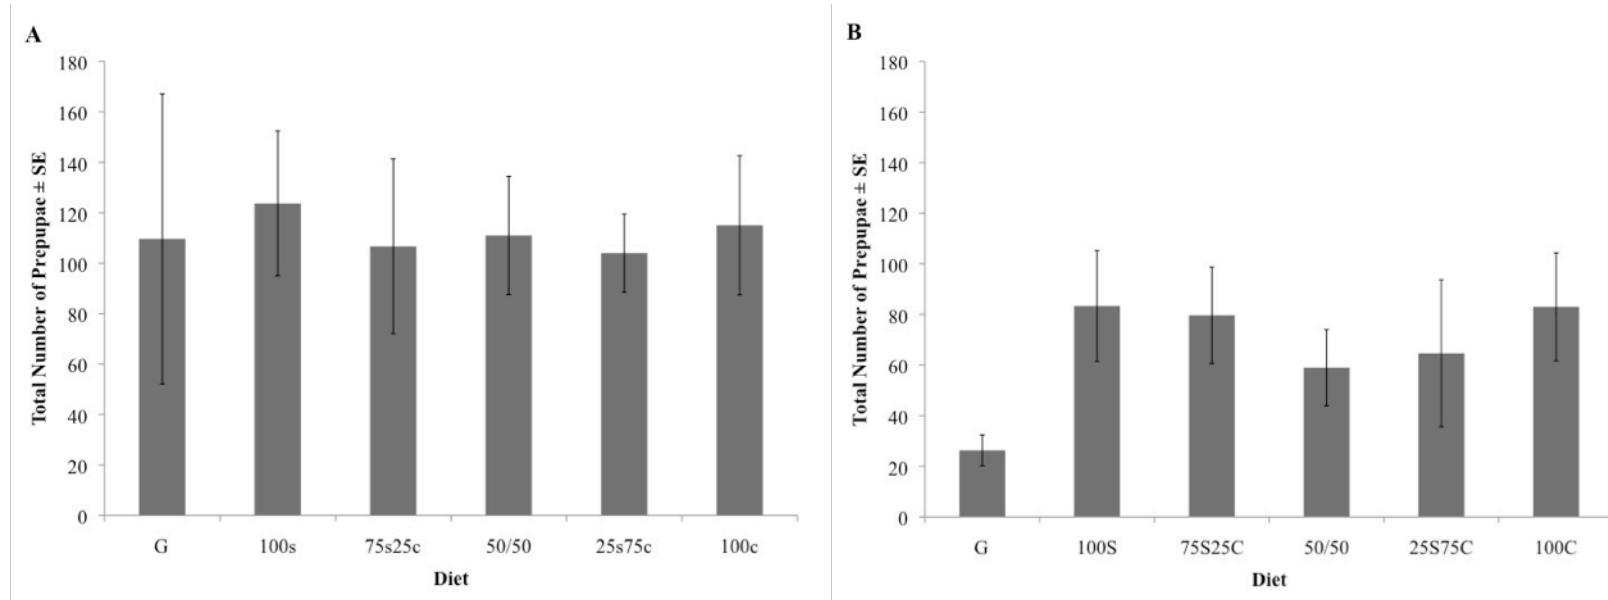 A
180
160
140
120
100
80
60
40
20
0
Total Number of Prepupae ± SE
G 100s 75s25c 50/50 25s75c 100c
Diet
B
180
160
140
120
100
80
60
40
20
0
Total Number of Prepupae ± SE
G 100S 75S25C 50/50 25S75C 100C
Diet